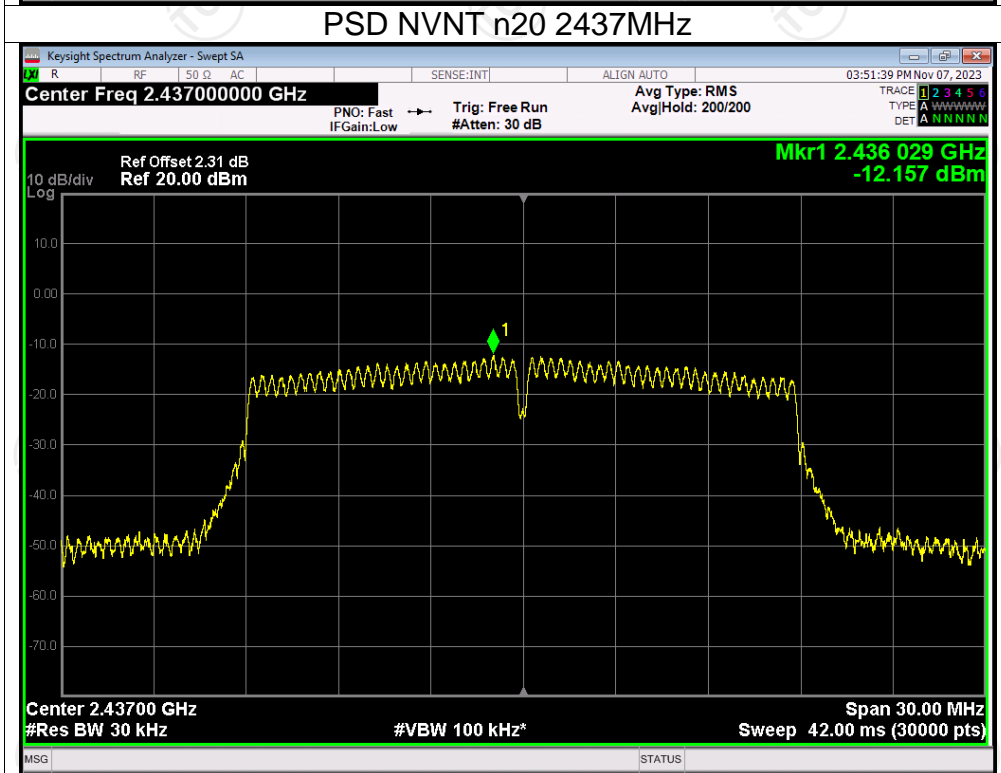 PSD NVNT n20 2437MHz
Keysight Spectrum Analyzer - Swept SA
LXI R RF 50 Ω AC SENSE:INT ALIGN AUTO 03:51:39 PM Nov 07, 2023
Center Freq 2.437000000 GHz
PNO: Fast
IFGain:Low
Trig: Free Run
#Atten: 30 dB
Avg Type: RMS
Avg|Hold: 200/200
TRACE 1 2 3 4 5 6
TYPE A WWWWW
DET A N N N N N
Mkr1 2.436 029 GHz
-12.157 dBm
Ref Offset 2.31 dB
10 dB/div Ref 20.00 dBm
Log
1
10.0
0.00
-10.0
-20.0
-30.0
-40.0
-50.0
-60.0
-70.0
Center 2.43700 GHz Span 30.00 MHz
#Res BW 30 kHz #VBW 100 kHz* Sweep 42.00 ms (30000 pts)
MSG STATUS